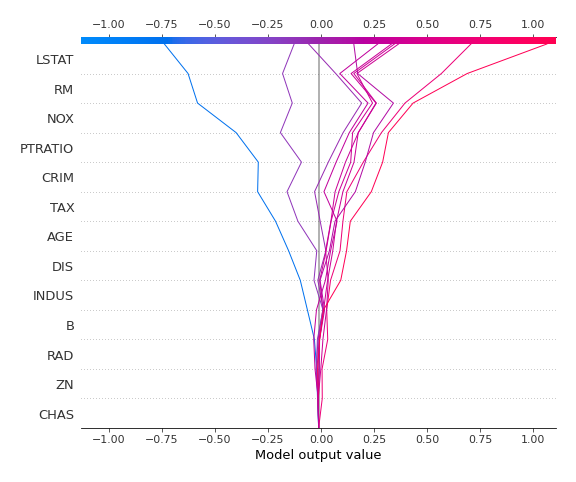 −1.00 −0.75 −0.50 −0.25 0.00 0.25 0.50 0.75 1.00
LSTAT
RM
NOX
PTRATIO
CRIM
TAX
AGE
DIS
INDUS
B
RAD
ZN
CHAS
−1.00 −0.75 −0.50 −0.25 0.00 0.25 0.50 0.75 1.00
Model output value